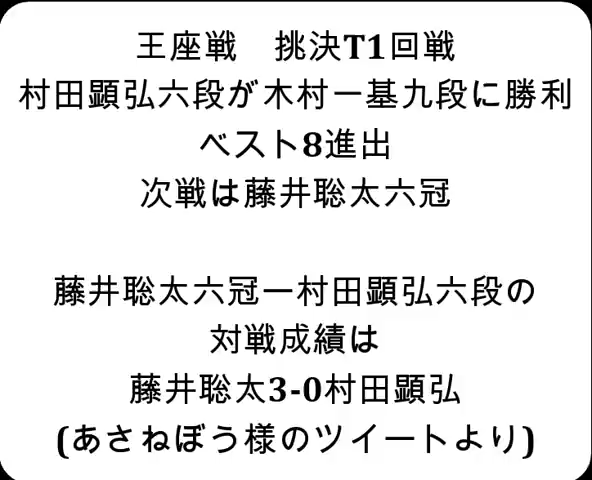 王座戦　挑決T1回戦
村田顕弘六段が木村一基九段に勝利
ベスト8進出
次戦は藤井聡太六冠
藤井聡太六冠ー村田顕弘六段の
対戦成績は
藤井聡太3-0村田顕弘
(あさねぼう様のツイートより)